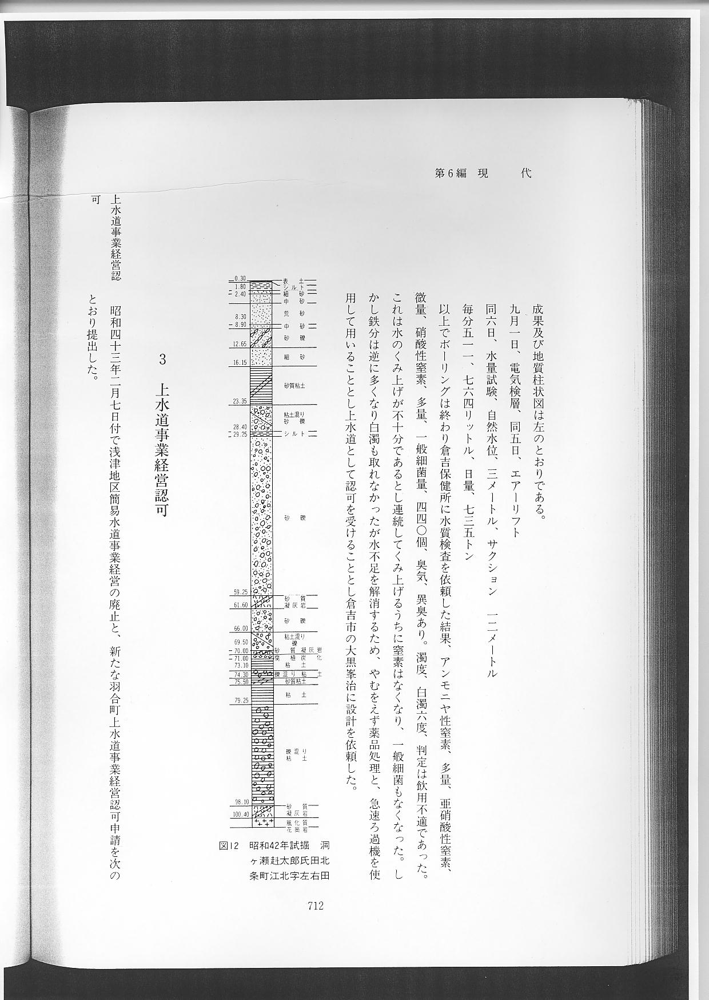 第6編　現　　代
成果及び地質柱状図は左のとおりである。
九月一日、電気検層、同五日、エアーリフト
同六日、水量試験、自然水位、三メートル、サクション　一二メートル
毎分五一一、七六四リットル、日量、七三五トン
以上でボーリングは終わり倉吉保健所に水質検査を依頼した結果、アンモニヤ性窒素、多量、亜硝酸性窒素、
微量、硝酸性窒素、多量、一般細菌量、四四〇個、臭気、異臭あり。濁度、白濁六度、判定は飲用不適であった。
これは水のくみ上げが不十分であるとし連続してくみ上げるうちに窒素はなくなり、一般細菌もなくなった。し
かし鉄分は逆に多くなり白濁も取れなかったが水不足を解消するため、やむをえず薬品処理と、急速ろ過機を使
用して用いることとし上水道として認可を受けることとし倉吉市の大黒峯治に設計を依頼した。
0.30 表土
1.80 シルト
2.40 細砂
中砂
8.30 荒砂
8.90 中砂
12.65 砂礫
16.15 細砂
23.35 砂質粘土
28.40 粘土混り砂礫
29.25 シルト
59.25 砂礫
61.60 砂質凝灰岩
66.00 砂礫
69.50 粘土混り礫
70.00 砂質凝灰岩
71.00 腐植炭化
73.10 粘土
74.30 礫混り粘土
75.50 砂質粘土
79.25 粘土
98.10 礫混り粘土
100.40 砂質凝灰岩
風化質花崗岩
図12　昭和42年試掘　洞
ヶ瀬赳太郎氏田北
条町江北字左右田
3　上水道事業経営認可
上水道事業経営認
可
昭和四十三年二月七日付で浅津地区簡易水道事業経営の廃止と、新たな羽合町上水道事業経営認可申請を次の
とおり提出した。
712